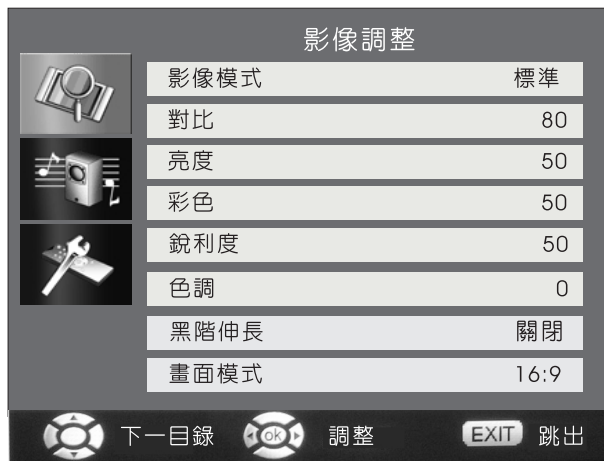 影像調整
影像模式 標準
對比 80
亮度 50
彩色 50
銳利度 50
色調 0
黑階伸長 關閉
畫面模式 16:9
下一目錄 ok 調整 EXIT 跳出